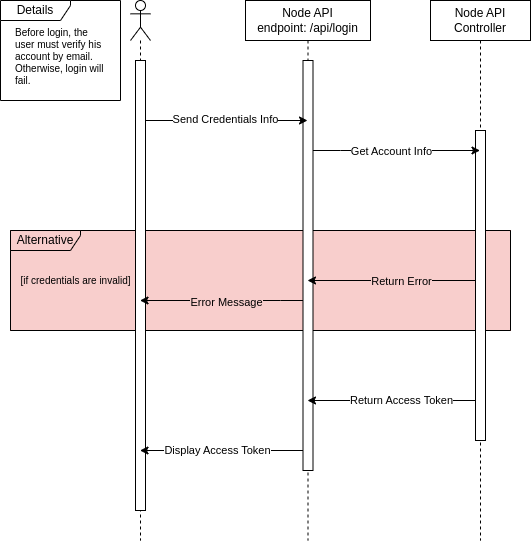 Details
Before login, the
user must verify his
account by email.
Otherwise, login will
fail.
Node API
endpoint: /api/login
Node API
Controller
Send Credentials Info
Get Account Info
Alternative
[if credentials are invalid]
Return Error
Error Message
Return Access Token
Display Access Token